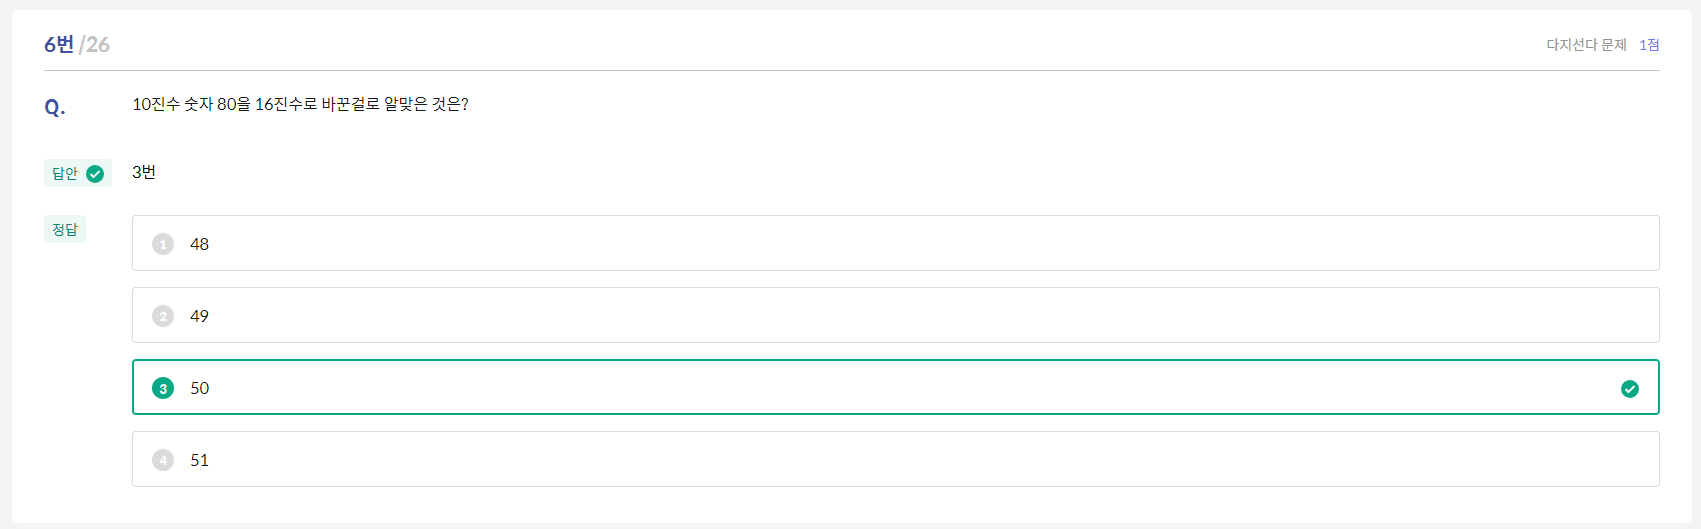 6번 /26
다지선다 문제 1점
Q. 10진수 숫자 80을 16진수로 바꾼걸로 알맞은 것은?
답안 3번
정답
1 48
2 49
3 50
4 51